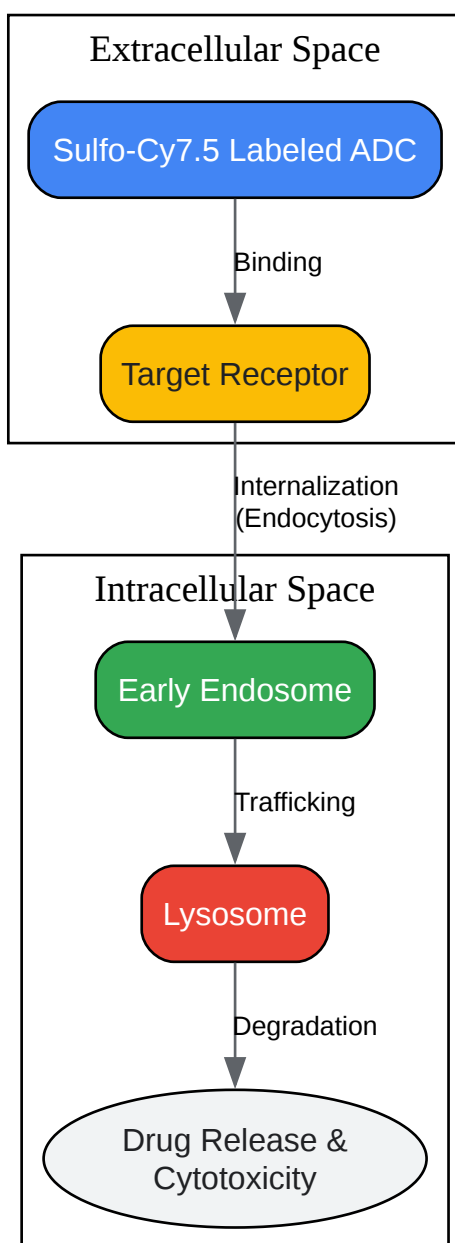 Extracellular Space
Sulfo-Cy7.5 Labeled ADC
Binding
Target Receptor
Internalization
(Endocytosis)
Intracellular Space
Early Endosome
Trafficking
Lysosome
Degradation
Drug Release &
Cytotoxicity